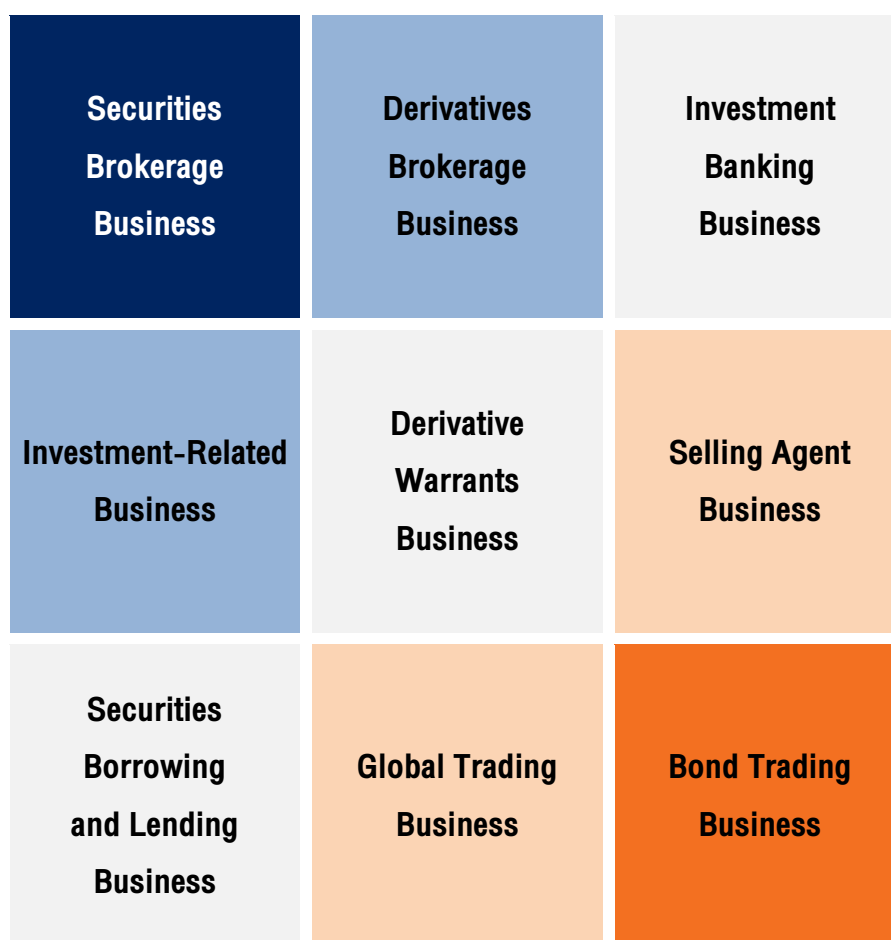 Securities
Brokerage
Business
Derivatives
Brokerage
Business
Investment
Banking
Business
Investment-Related
Business
Derivative
Warrants
Business
Selling Agent
Business
Securities
Borrowing
and Lending
Business
Global Trading
Business
Bond Trading
Business